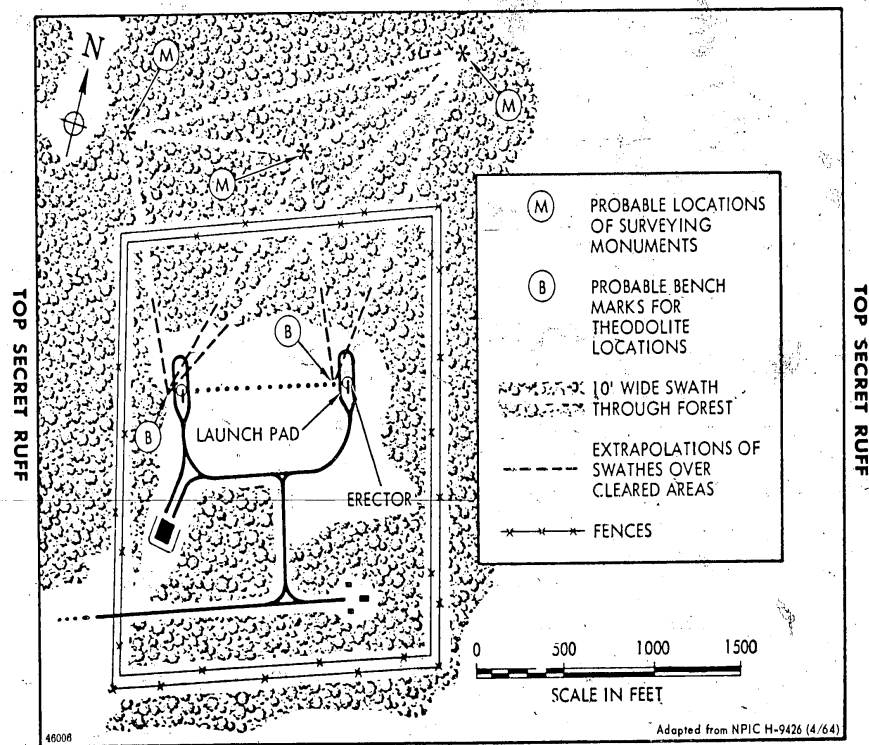 N
M
M
M
B
B
LAUNCH PAD
ERECTOR
TOP SECRET RUFF
TOP SECRET RUFF
M
PROBABLE LOCATIONS
OF SURVEYING
MONUMENTS
B
PROBABLE BENCH
MARKS FOR
THEODOLITE
LOCATIONS
10' WIDE SWATH
THROUGH FOREST
EXTRAPOLATIONS OF
SWATHES OVER
CLEARED AREAS
FENCES
0 500 1000 1500
SCALE IN FEET
46006
Adapted from NPIC H-9426 (4/64)